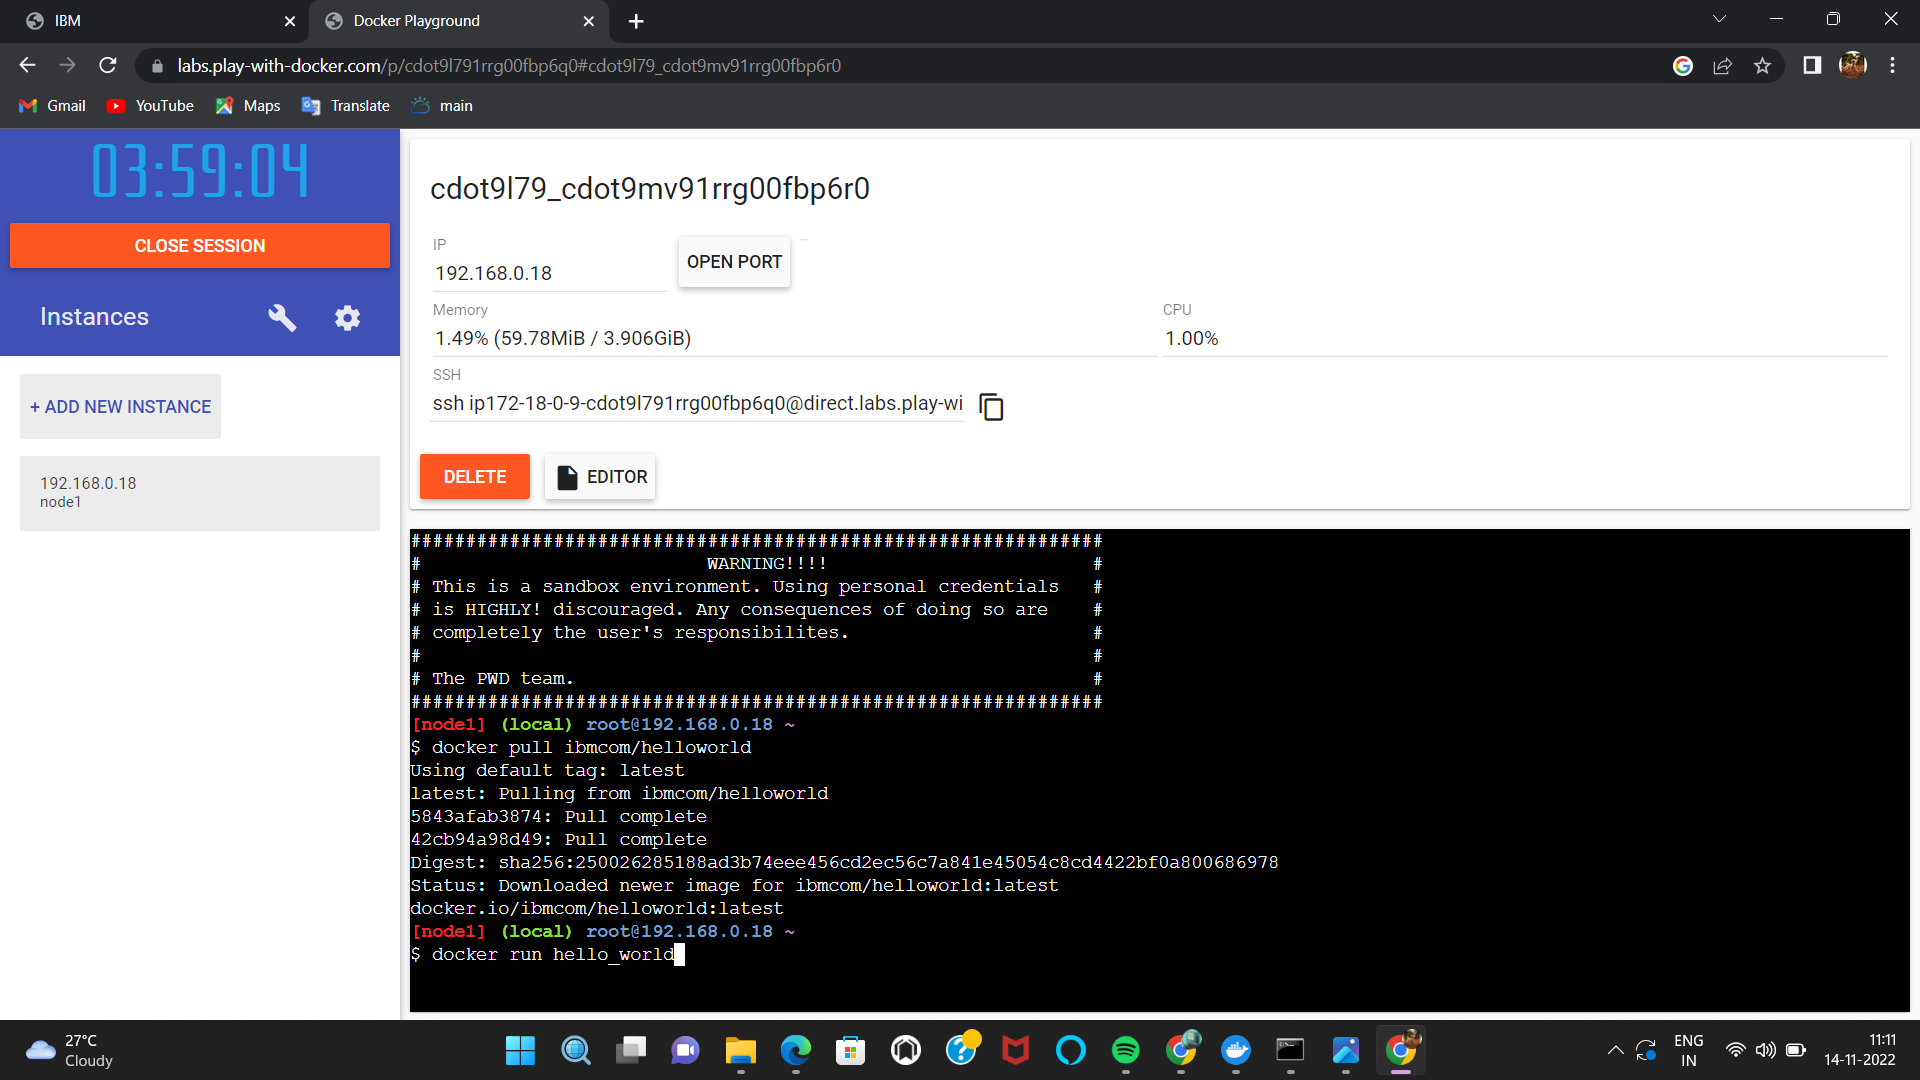 IBM
Docker Playground
labs.play-with-docker.com/p/cdot9l791rrg00fbp6q0#cdot9l79_cdot9mv91rrg00fbp6r0
Gmail
YouTube
Maps
Translate
main
03:59:04
CLOSE SESSION
Instances
+ ADD NEW INSTANCE
192.168.0.18
node1
cdot9l79_cdot9mv91rrg00fbp6r0
IP
192.168.0.18
OPEN PORT
Memory
1.49% (59.78MiB / 3.906GiB)
CPU
1.00%
SSH
ssh ip172-18-0-9-cdot9l791rrg00fbp6q0@direct.labs.play-wi
DELETE
EDITOR
###############################################################
# WARNING!!!! #
# This is a sandbox environment. Using personal credentials #
# is HIGHLY! discouraged. Any consequences of doing so are #
# completely the user's responsibilites. #
# #
# The PWD team. #
###############################################################
[node1] (local) root@192.168.0.18 ~
$ docker pull ibmcom/helloworld
Using default tag: latest
latest: Pulling from ibmcom/helloworld
5843afab3874: Pull complete
42cb94a98d49: Pull complete
Digest: sha256:250026285188ad3b74eee456cd2ec56c7a841e45054c8cd4422bf0a800686978
Status: Downloaded newer image for ibmcom/helloworld:latest
docker.io/ibmcom/helloworld:latest
[node1] (local) root@192.168.0.18 ~
$ docker run hello_world
27°C
Cloudy
ENG
IN
11:11
14-11-2022